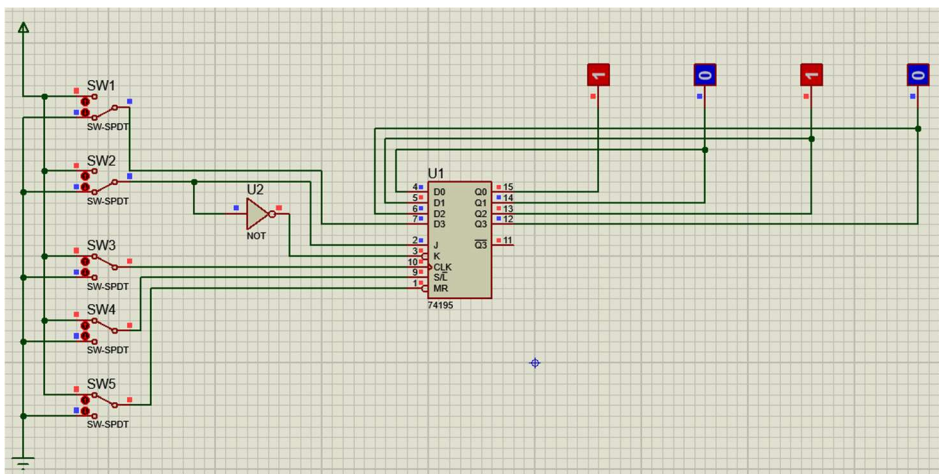 1 0 1 0
SW1
SW-SPDT
SW2
SW-SPDT
U2
NOT
SW3
SW-SPDT
SW4
SW-SPDT
SW5
SW-SPDT
U1
4 D0 Q0 15
5 D1 Q1 14
6 D2 Q2 13
7 D3 Q3 12
2 J Q3 11
3 K
10 CLK
9 S/L
1 MR
74195